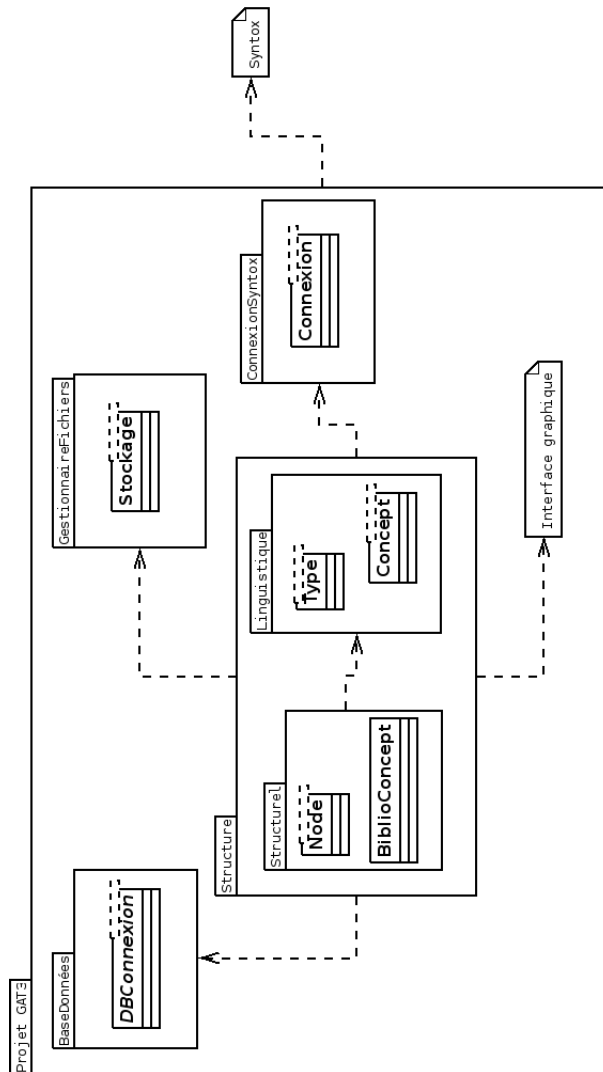 Projet GAT3
BaseDonnées
DBConnexion
GestionnaireFichiers
Stockage
Structure
Structurel
Node
BiblioConcept
Linguistique
Type
Concept
ConnexionSyntox
Connexion
Interface graphique
Syntox